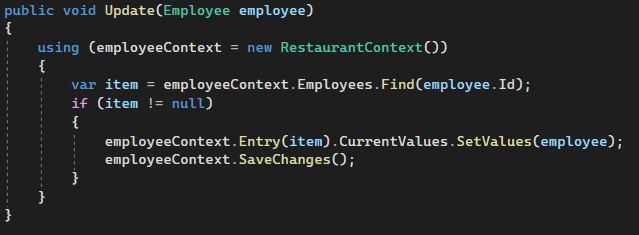 public void Update(Employee employee)
{
    using (employeeContext = new RestaurantContext())
    {
        var item = employeeContext.Employees.Find(employee.Id);
        if (item != null)
        {
            employeeContext.Entry(item).CurrentValues.SetValues(employee);
            employeeContext.SaveChanges();
        }
    }
}